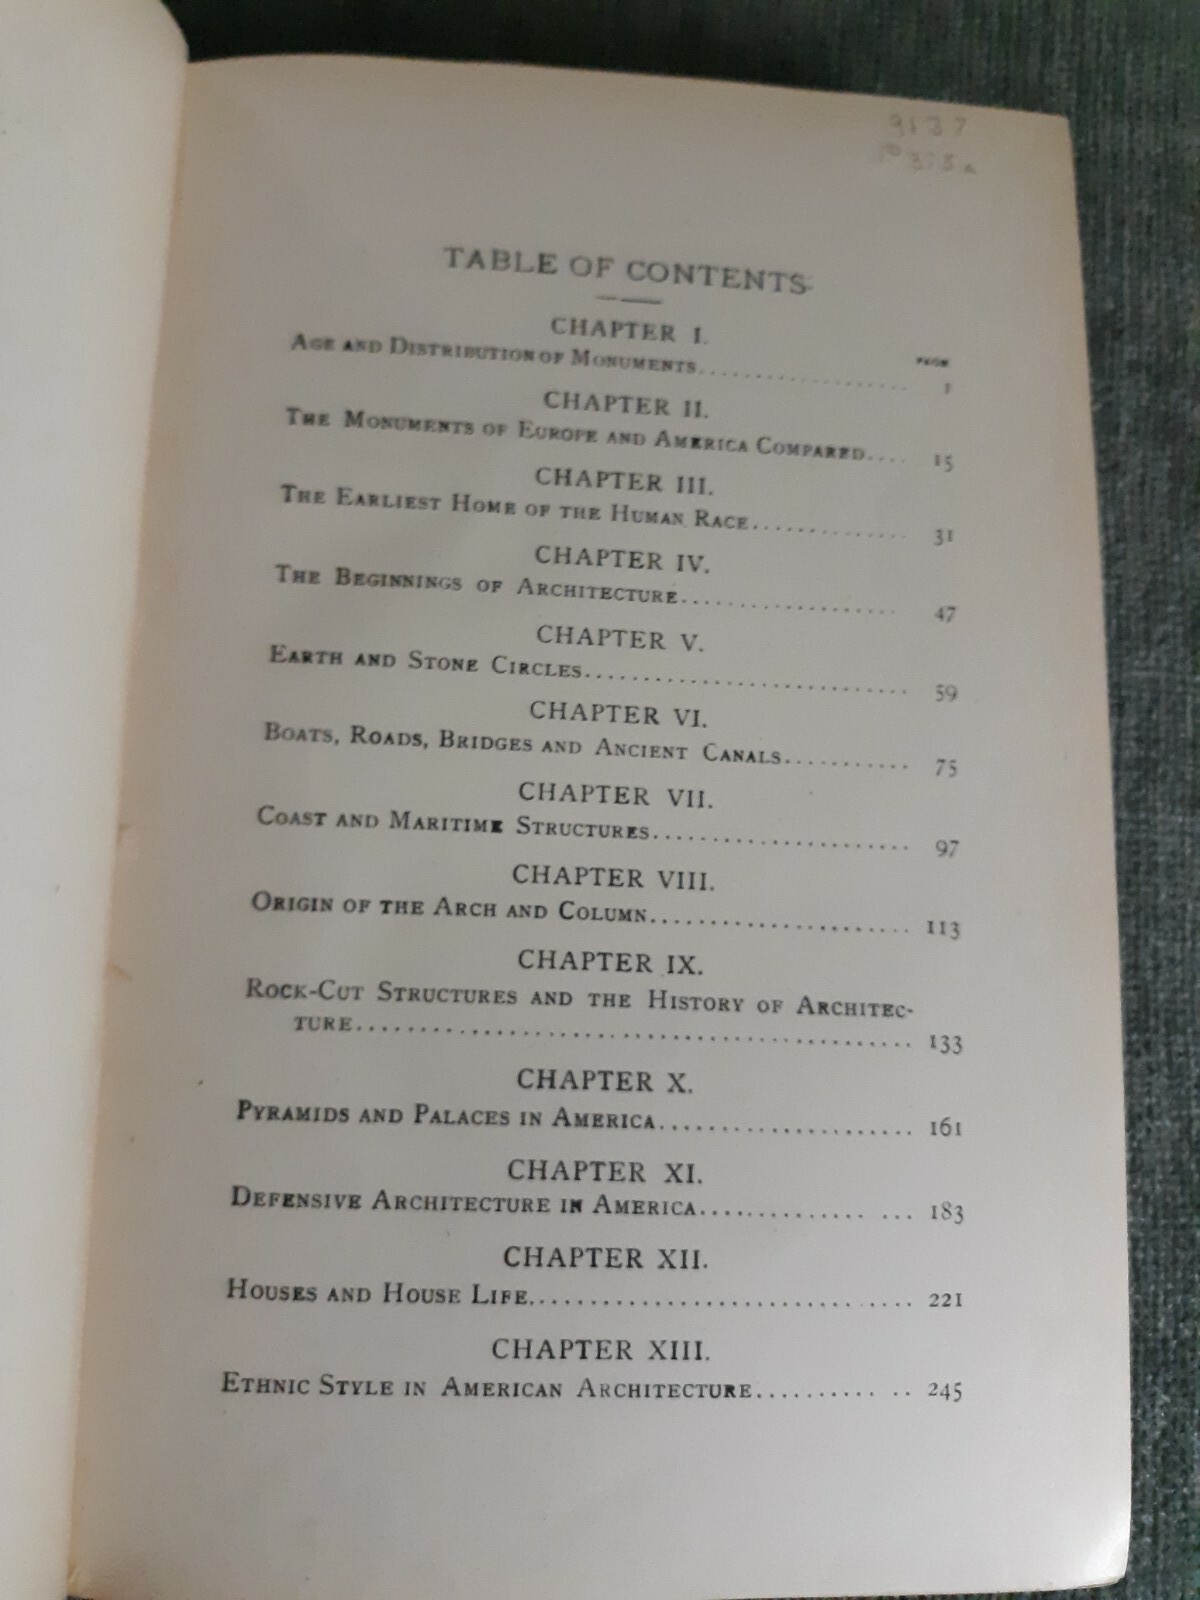 9137
TABLE OF CONTENTS
CHAPTER I.
PAGE
AGE AND DISTRIBUTION OF MONUMENTS.................. 1
CHAPTER II.
THE MONUMENTS OF EUROPE AND AMERICA COMPARED.... 15
CHAPTER III.
THE EARLIEST HOME OF THE HUMAN RACE............. 31
CHAPTER IV.
THE BEGINNINGS OF ARCHITECTURE................... 47
CHAPTER V.
EARTH AND STONE CIRCLES........................... 59
CHAPTER VI.
BOATS, ROADS, BRIDGES AND ANCIENT CANALS........... 75
CHAPTER VII.
COAST AND MARITIME STRUCTURES...................... 97
CHAPTER VIII.
ORIGIN OF THE ARCH AND COLUMN...................... 113
CHAPTER IX.
ROCK-CUT STRUCTURES AND THE HISTORY OF ARCHITEC-
TURE.............................................. 133
CHAPTER X.
PYRAMIDS AND PALACES IN AMERICA..................... 161
CHAPTER XI.
DEFENSIVE ARCHITECTURE IN AMERICA.............. ... 183
CHAPTER XII.
HOUSES AND HOUSE LIFE............................... 221
CHAPTER XIII.
ETHNIC STYLE IN AMERICAN ARCHITECTURE.......... .. 245